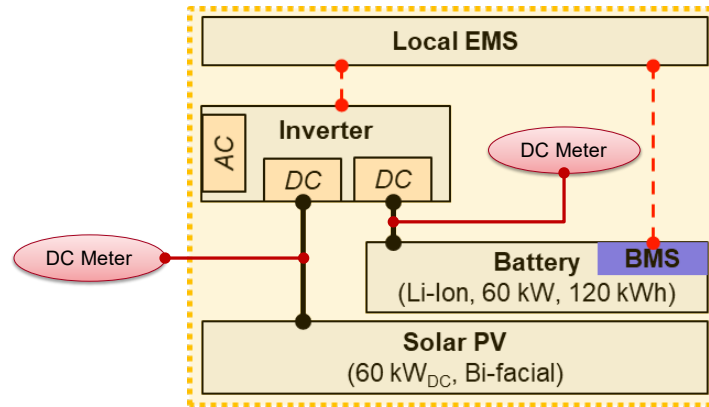 Local EMS
Inverter
AC
DC
DC
DC Meter
DC Meter
Battery
BMS
(Li-Ion, 60 kW, 120 kWh)
Solar PV
(60 kWDC, Bi-facial)